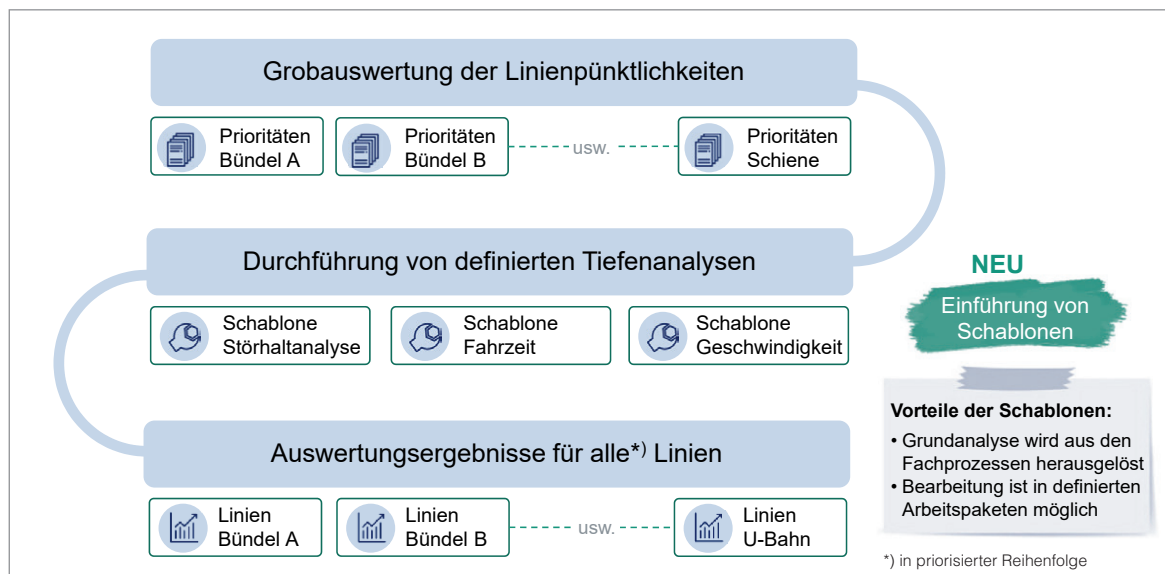 Grobauswertung der Linienpünktlichkeiten
Prioritäten
Bündel A
Prioritäten
Bündel B
usw.
Prioritäten
Schiene
Durchführung von definierten Tiefenanalysen
Schablone
Störhaltanalyse
Schablone
Fahrzeit
Schablone
Geschwindigkeit
Auswertungsergebnisse für alle*) Linien
Linien
Bündel A
Linien
Bündel B
usw.
Linien
U-Bahn
NEU
Einführung von
Schablonen
Vorteile der Schablonen:
• Grundanalyse wird aus den
Fachprozessen herausgelöst
• Bearbeitung ist in definierten
Arbeitspaketen möglich
*) in priorisierter Reihenfolge